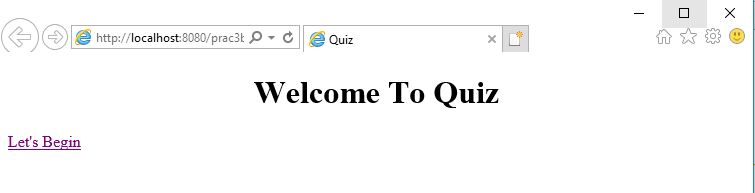 http://localhost:8080/prac3b
Quiz
Welcome To Quiz
Let's Begin